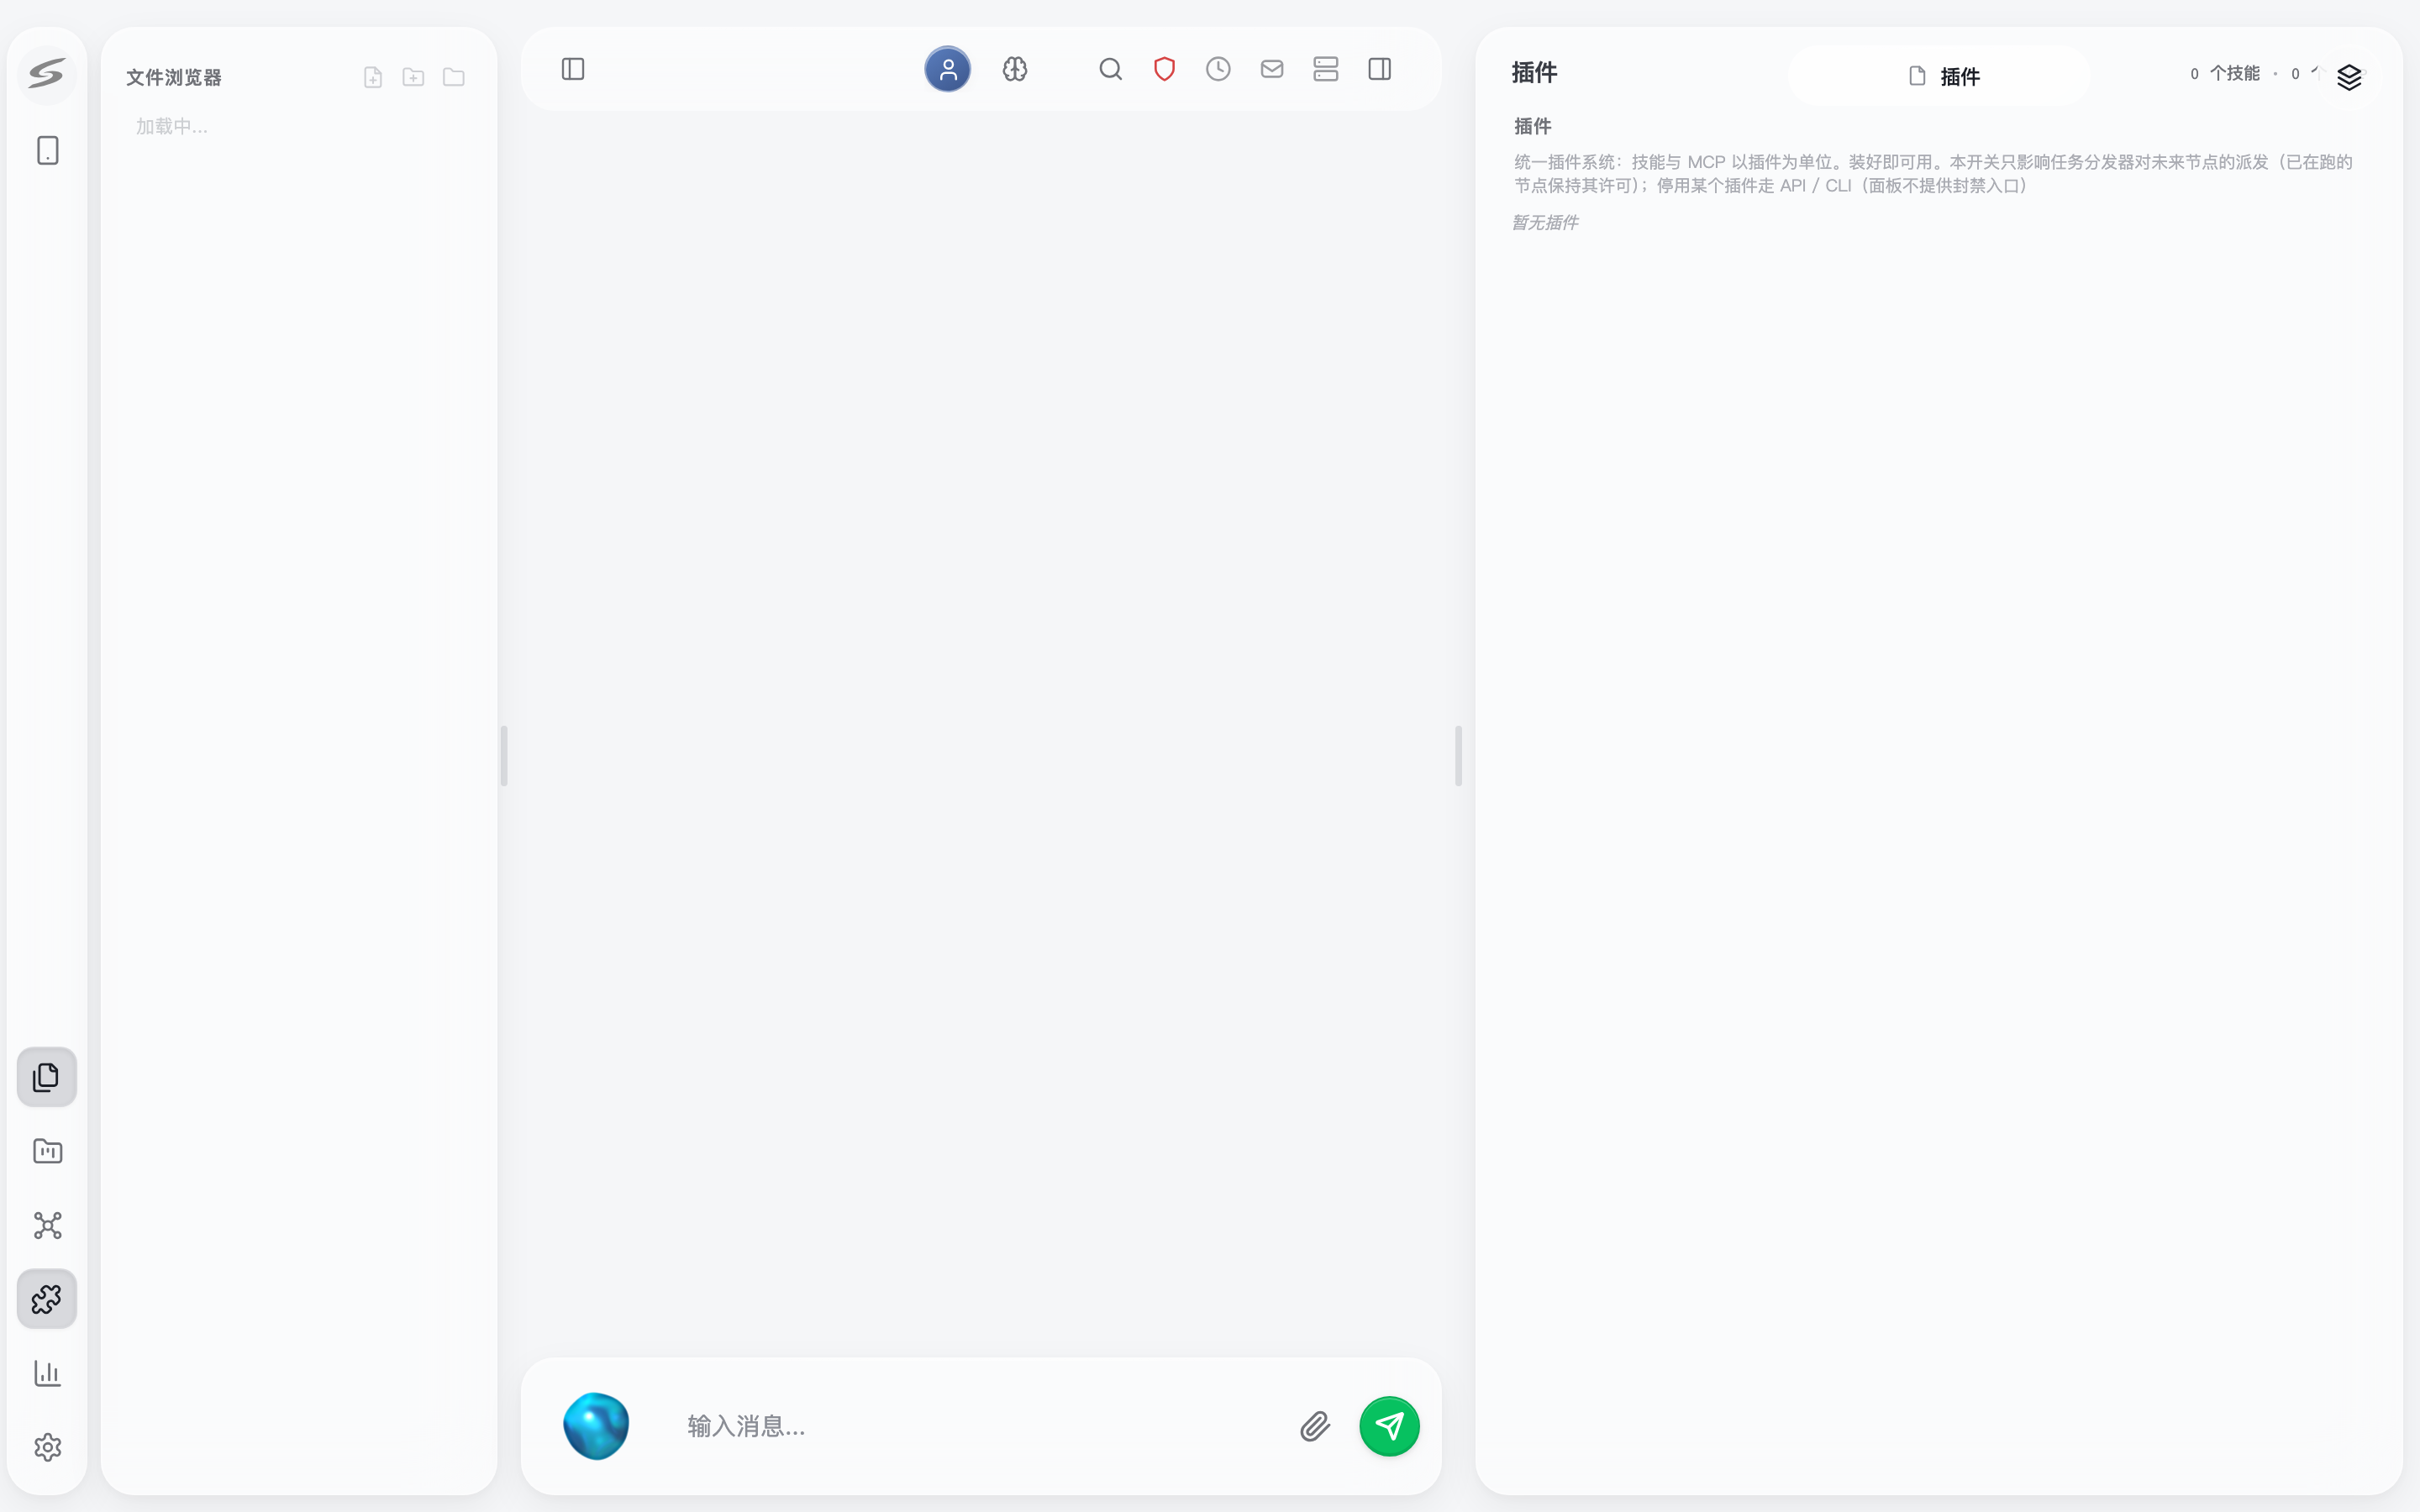 文件浏览器
加载中...
输入消息...
插件
插件
0 个技能 · 0
插件
统一插件系统：技能与 MCP 以插件为单位。装好即可用。本开关只影响任务分发器对未来节点的派发（已在跑的
节点保持其许可）；停用某个插件走 API / CLI（面板不提供封禁入口）
暂无插件